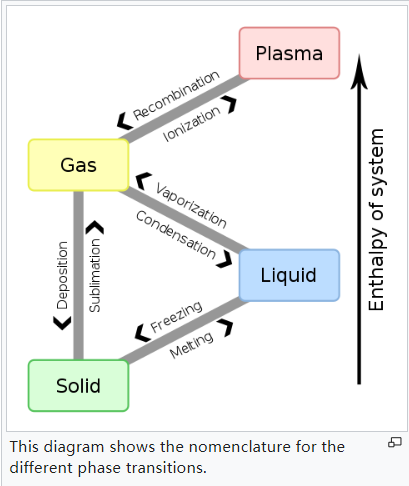 Plasma
Recombination
Ionization
Gas
Vaporization
Condensation
Enthalpy of system
Deposition
Sublimation
Liquid
Freezing
Melting
Solid
This diagram shows the nomenclature for the
different phase transitions.